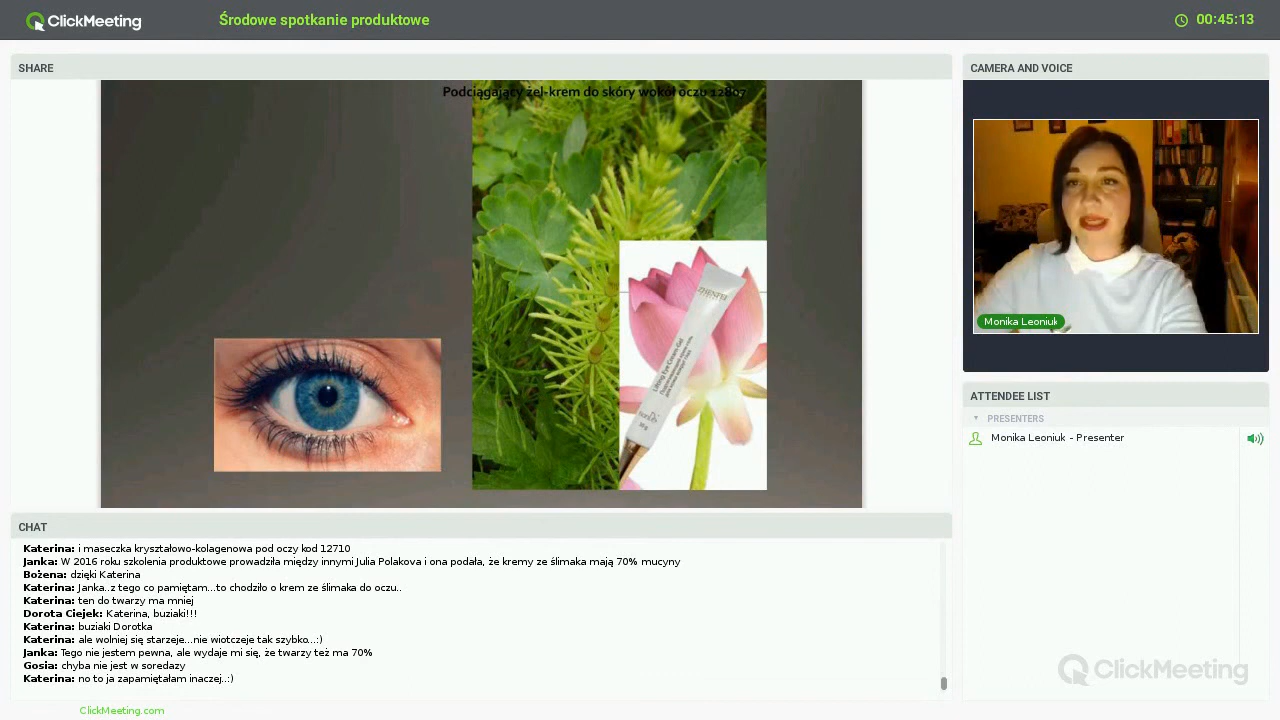 ClickMeeting
Środowe spotkanie produktowe
00:45:13
SHARE
Podciągający żel-krem do skóry wokół oczu 12807
ZHENFEI
Lifting Eye Cream-Gel
CAMERA AND VOICE
Monika Leoniuk
ATTENDEE LIST
PRESENTERS
Monika Leoniuk - Presenter
CHAT
Katerina: i maseczka kryształowo-kolagenowa pod oczy kod 12710
Janka: W 2016 roku szkolenia produktowe prowadziła między innymi Julia Polakova i ona podała, że kremy ze ślimaka mają 70% mucyny
Bożena: dzięki Katerina
Katerina: Janka..z tego co pamiętam...to chodziło o krem ze ślimaka do oczu..
Katerina: ten do twarzy ma mniej
Dorota Ciejek: Katerina, buziaki!!!
Katerina: buziaki Dorotka
Katerina: ale wolniej się starzeje...nie wiotczeje tak szybko...:)
Janka: Tego nie jestem pewna, ale wydaje mi się, że twarzy też ma 70%
Gosia: chyba nie jest w soredazy
Katerina: no to ja zapamiętałam inaczej..:)
ClickMeeting
ClickMeeting.com